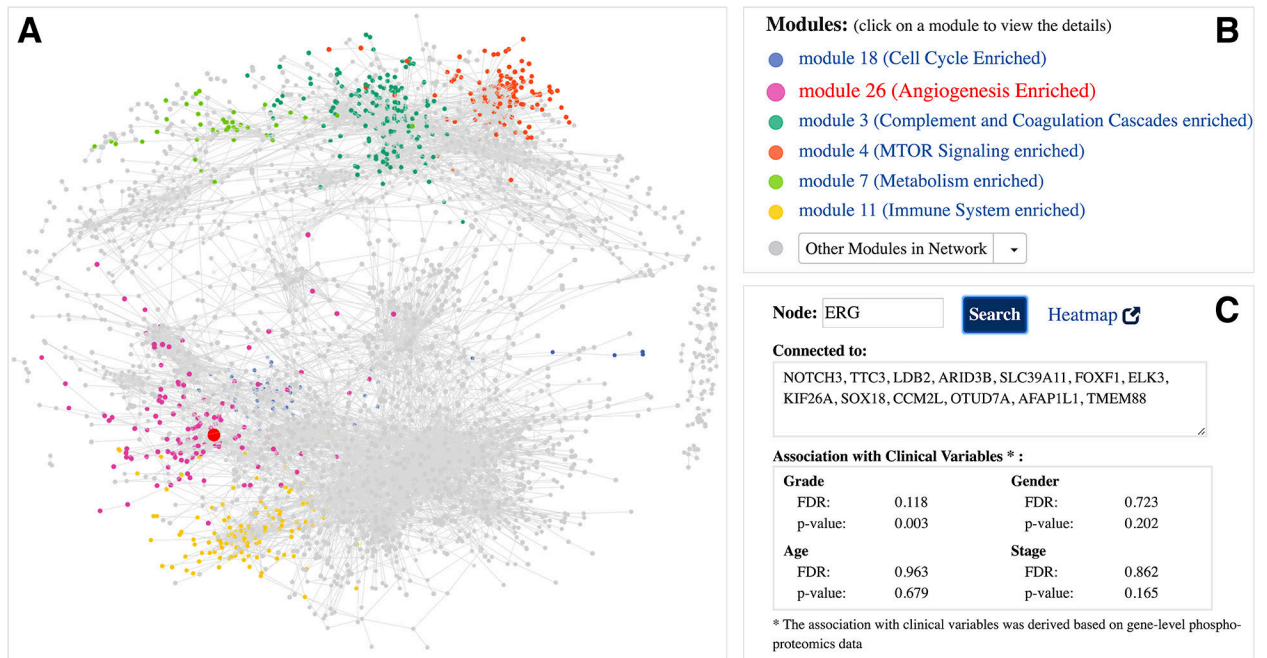 A
B
Modules: (click on a module to view the details)
module 18 (Cell Cycle Enriched)
module 26 (Angiogenesis Enriched)
module 3 (Complement and Coagulation Cascades enriched)
module 4 (MTOR Signaling enriched)
module 7 (Metabolism enriched)
module 11 (Immune System enriched)
Other Modules in Network
C
Node: ERG Search Heatmap
Connected to:
NOTCH3, TTC3, LDB2, ARID3B, SLC39A11, FOXF1, ELK3,
KIF26A, SOX18, CCM2L, OTUD7A, AFAP1L1, TMEM88
Association with Clinical Variables * :
Grade Gender
FDR: 0.118 FDR: 0.723
p-value: 0.003 p-value: 0.202
Age Stage
FDR: 0.963 FDR: 0.862
p-value: 0.679 p-value: 0.165
* The association with clinical variables was derived based on gene-level phospho-
proteomics data